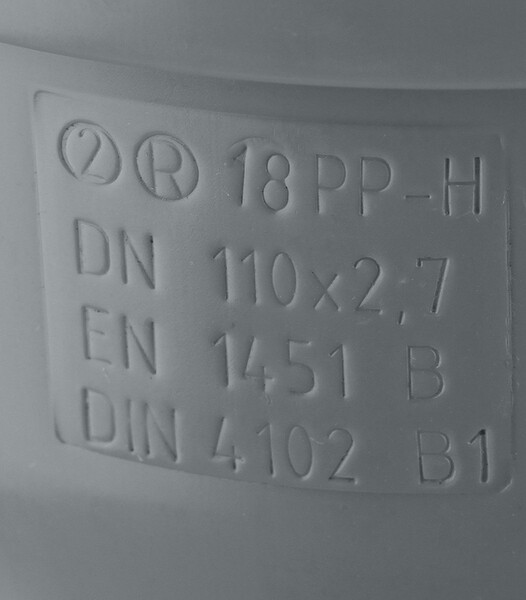 ② Ⓡ 18 PP-H
DN 110x2,7
EN 1451 B
DIN 4102 B1